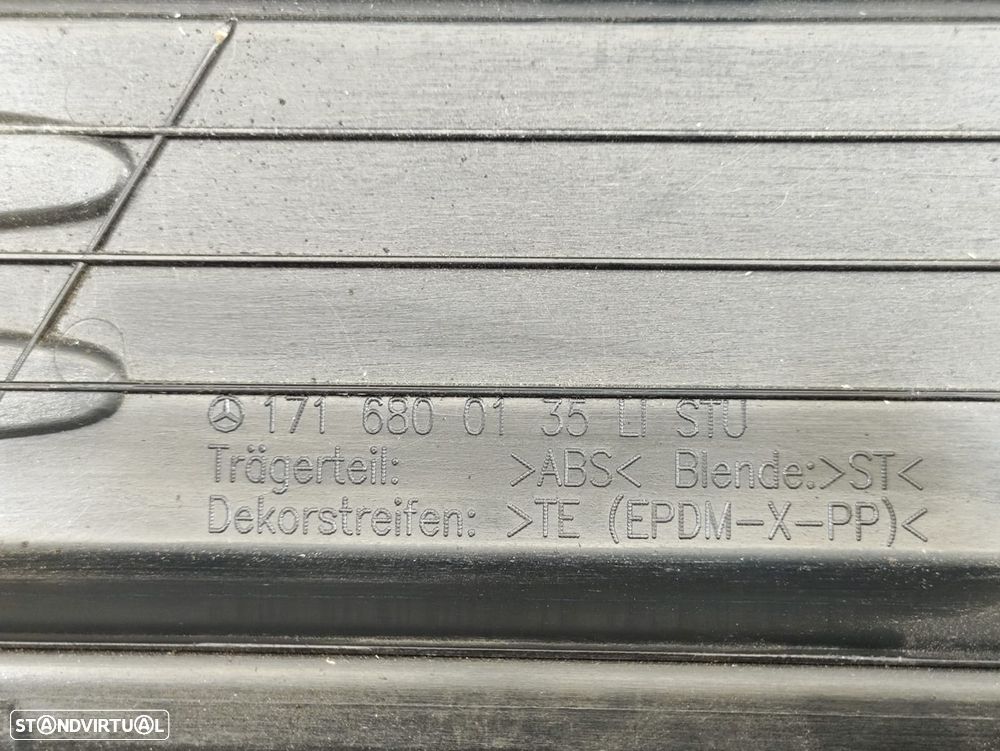 171 680 01 35 LI STU
Trägerteil: >ABS< Blende:>ST<
Dekorstreifen: >TE (EPDM-X-PP)<
STANDVIRTUAL